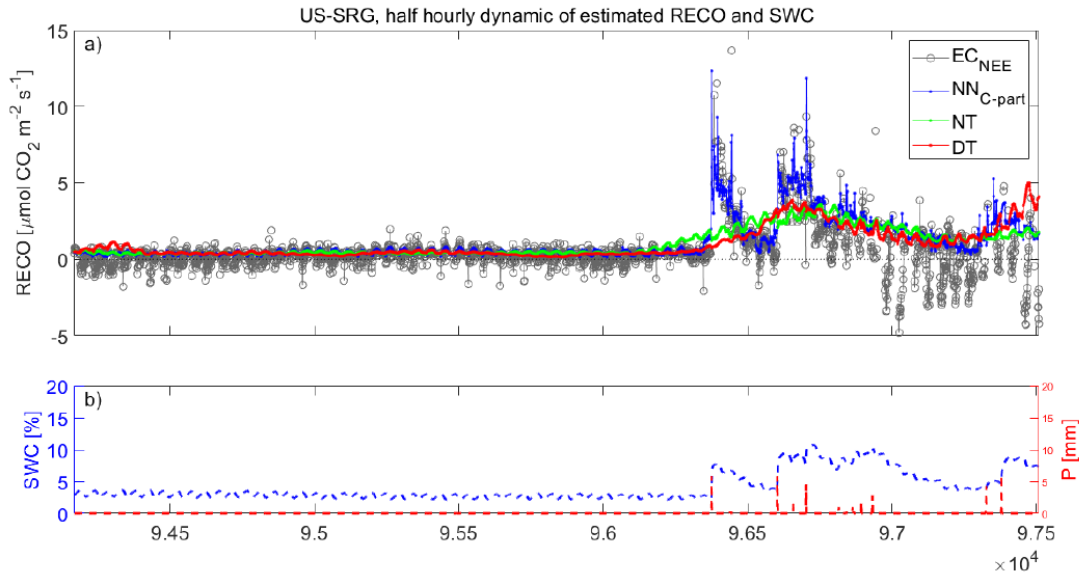 US-SRG, half hourly dynamic of estimated RECO and SWC
a)
RECO [μmol CO2 m-2 s-1]
15
10
5
0
-5
EC_NEE
NN_C-part
NT
DT
b)
SWC [%]
20
15
10
5
0
P [mm]
20
15
10
5
0
9.45
9.5
9.55
9.6
9.65
9.7
9.75
×10^4